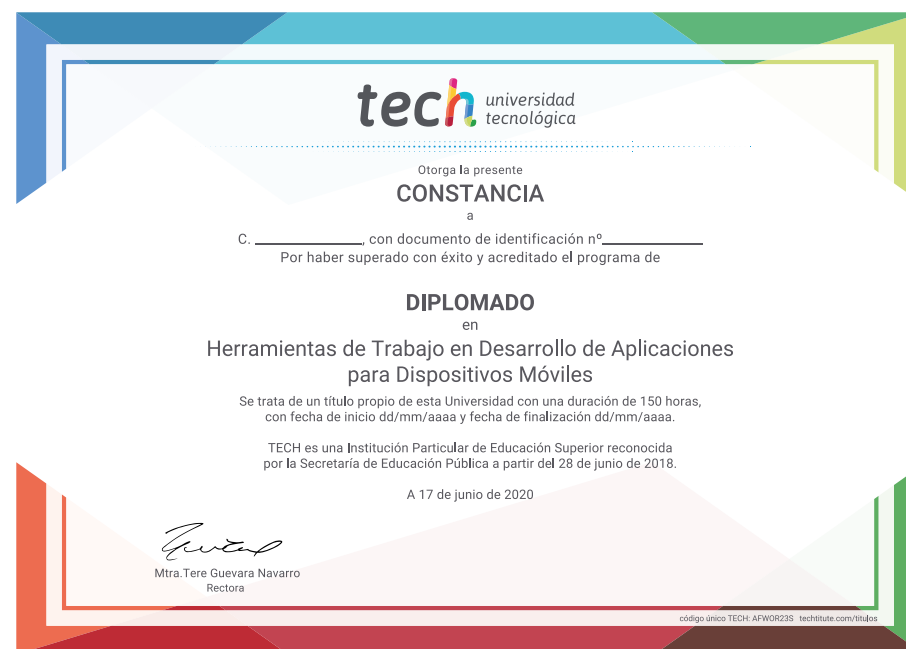 tech universidad
tecnológica
Otorga la presente
CONSTANCIA
a
C. ______________, con documento de identificación nº_____________
Por haber superado con éxito y acreditado el programa de
DIPLOMADO
en
Herramientas de Trabajo en Desarrollo de Aplicaciones
para Dispositivos Móviles
Se trata de un título propio de esta Universidad con una duración de 150 horas,
con fecha de inicio dd/mm/aaaa y fecha de finalización dd/mm/aaaa.
TECH es una Institución Particular de Educación Superior reconocida
por la Secretaría de Educación Pública a partir del 28 de junio de 2018.
A 17 de junio de 2020
Mtra.Tere Guevara Navarro
Rectora
código único TECH: AFWOR23S techtitute.com/titulos